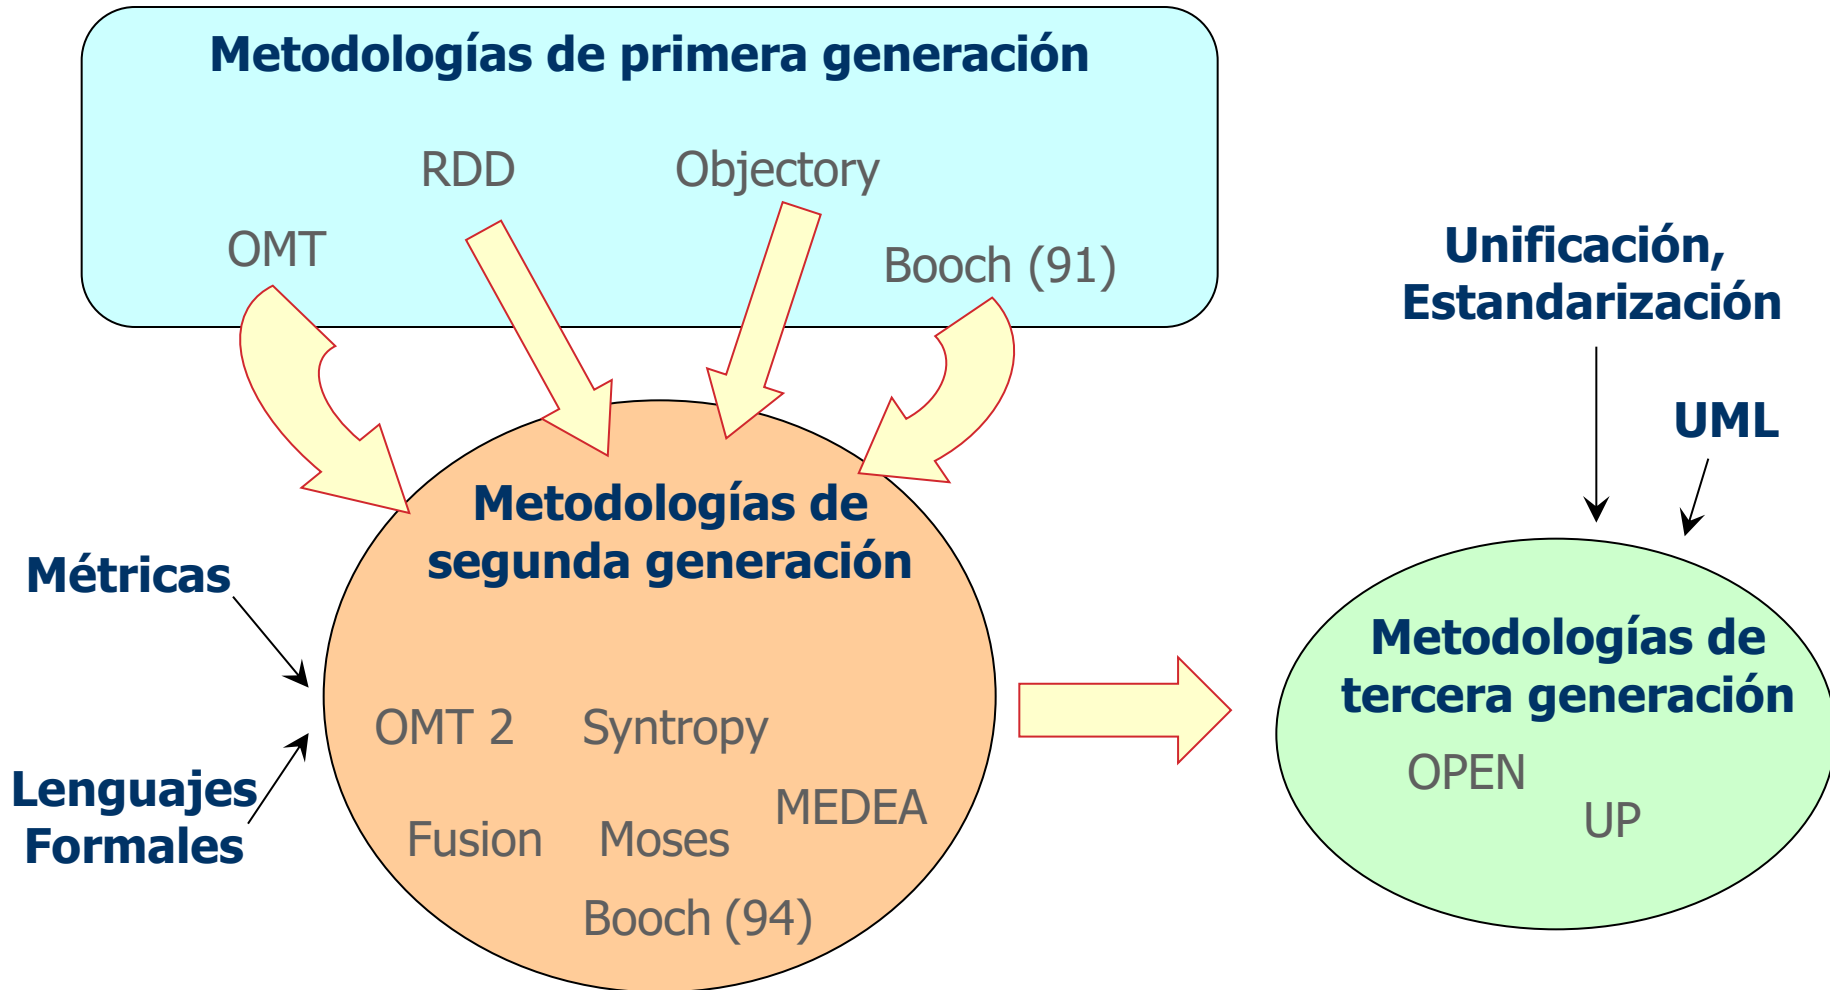 Metodologías de primera generación
RDD
Objectory
OMT
Booch (91)
Unificación,
Estandarización
UML
Metodologías de
segunda generación
Métricas
Lenguajes
Formales
OMT 2
Syntropy
MEDEA
Fusion
Moses
Booch (94)
Metodologías de
tercera generación
OPEN
UP